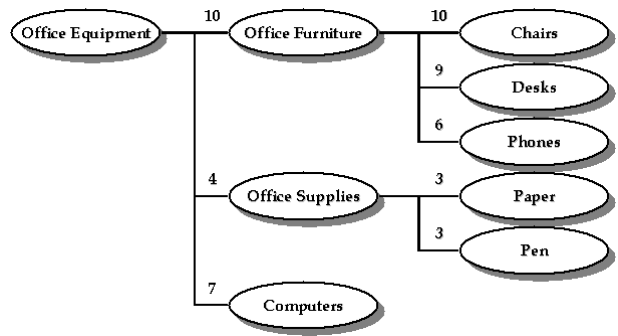 10
10
Office Equipment
Office Furniture
Chairs
9
Desks
6
Phones
4
3
Office Supplies
Paper
3
Pen
7
Computers